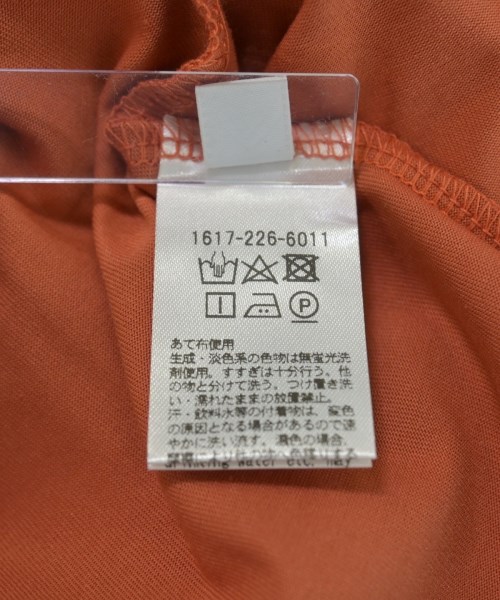 1617-226-6011
あて布使用
生成・淡色系の色物は無蛍光洗
剤使用。すすぎは十分行う。他
の物と分けて洗う。つけ置き洗
い・濡れたままの放置禁止。
汗・飲料水等の付着物は、変色
の原因となる場合があるので速
やかに洗い流す。濃色の場合、